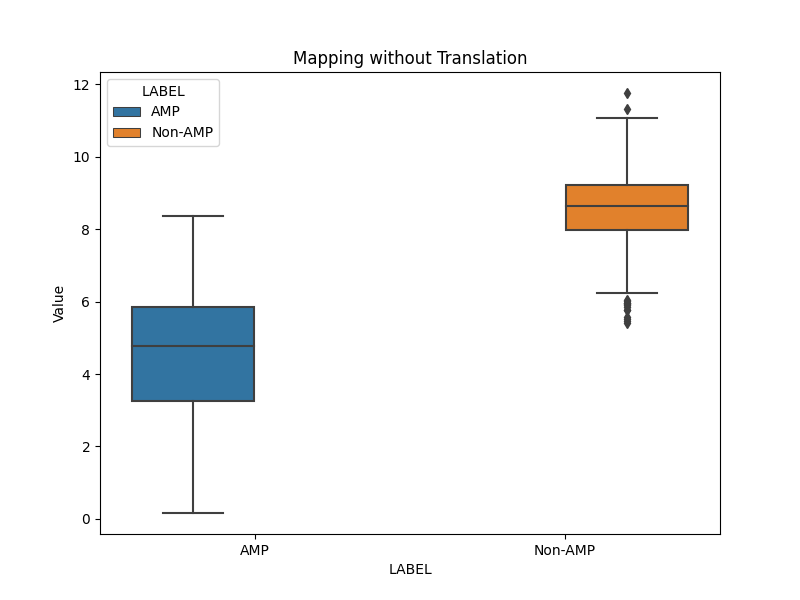 Mapping without Translation
LABEL
AMP
Non-AMP
12
10
8
6
4
2
0
Value
AMP
Non-AMP
LABEL